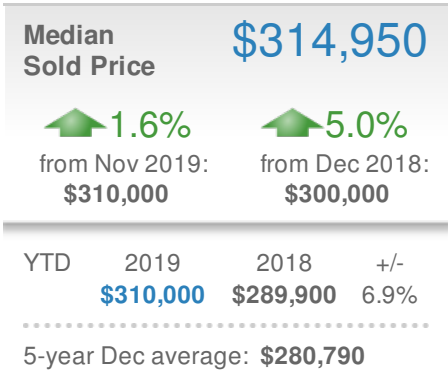 Median $314,950
Sold Price
1.6% 5.0%
from Nov 2019: from Dec 2018:
$310,000 $300,000
YTD 2019 2018 +/-
$310,000 $289,900 6.9%
5-year Dec average: $280,790